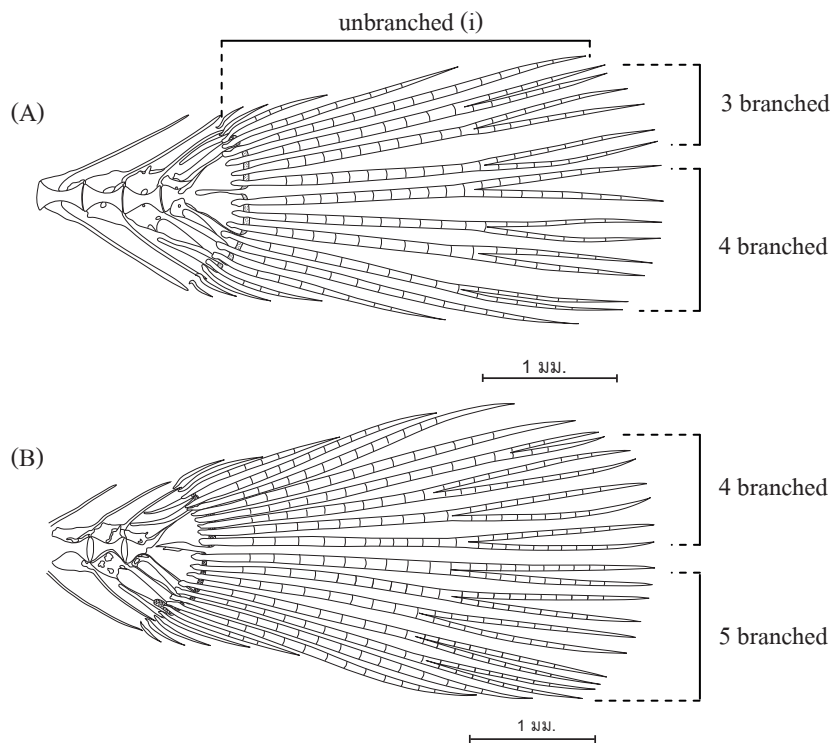 unbranched (i)
(A)
3 branched
4 branched
1 มม.
(B)
4 branched
5 branched
1 มม.